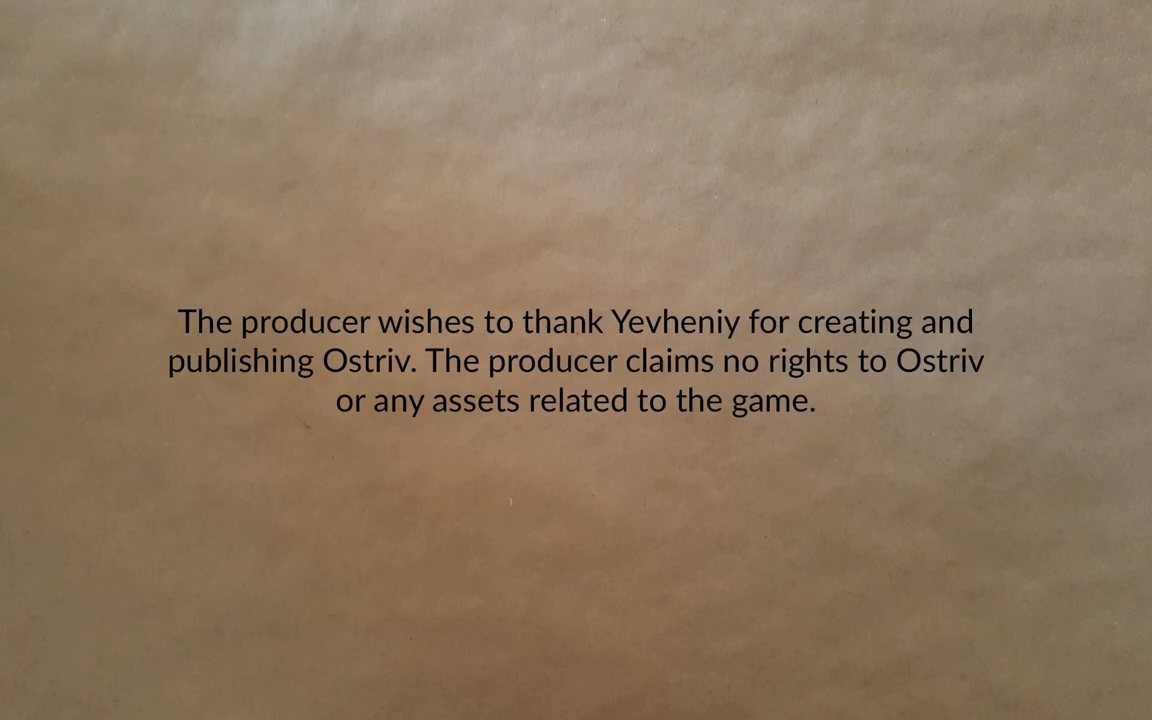 The producer wishes to thank Yevheniy for creating and
publishing Ostriv. The producer claims no rights to Ostriv
or any assets related to the game.